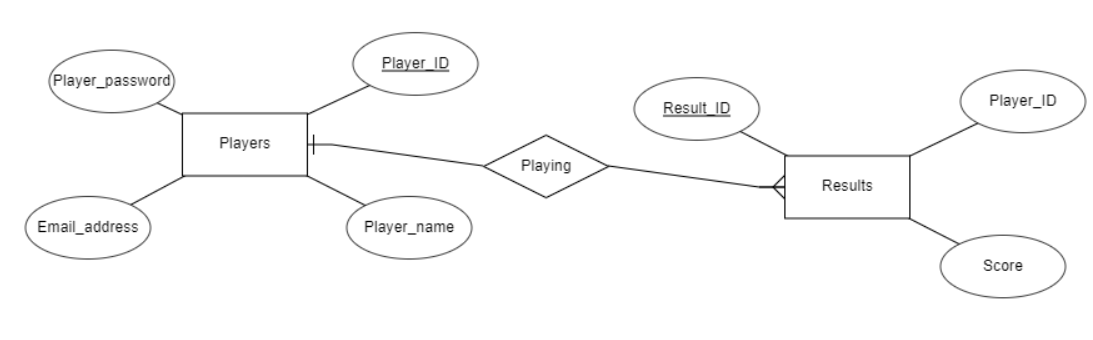 Player_ID
Player_password
Players
Email_address
Player_name
Playing
Result_ID
Player_ID
Results
Score